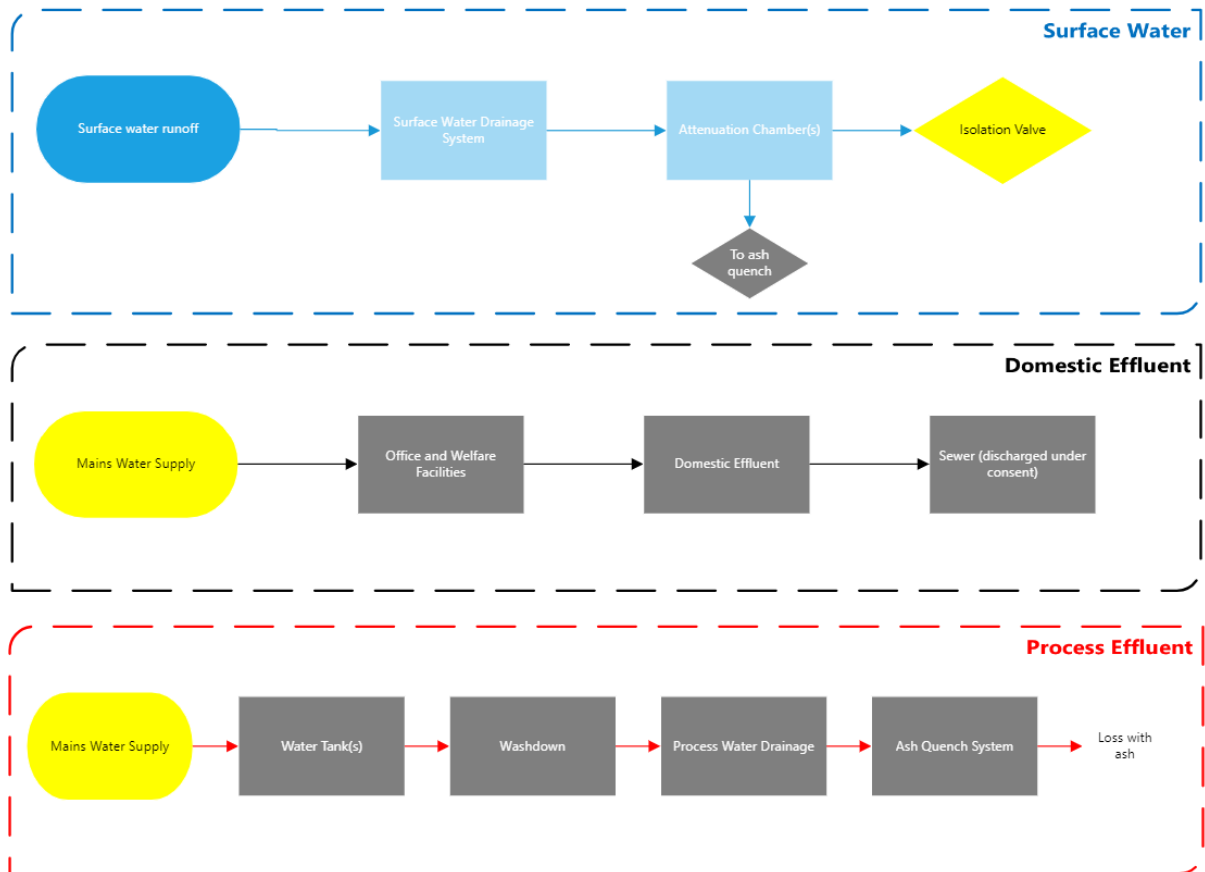 Surface Water
Surface water runoff
Surface Water Drainage
System
Attenuation Chamber(s)
Isolation Valve
To ash
quench
Domestic Effluent
Mains Water Supply
Office and Welfare
Facilities
Domestic Effluent
Sewer (discharged under
consent)
Process Effluent
Mains Water Supply
Water Tank(s)
Washdown
Process Water Drainage
Ash Quench System
Loss with
ash